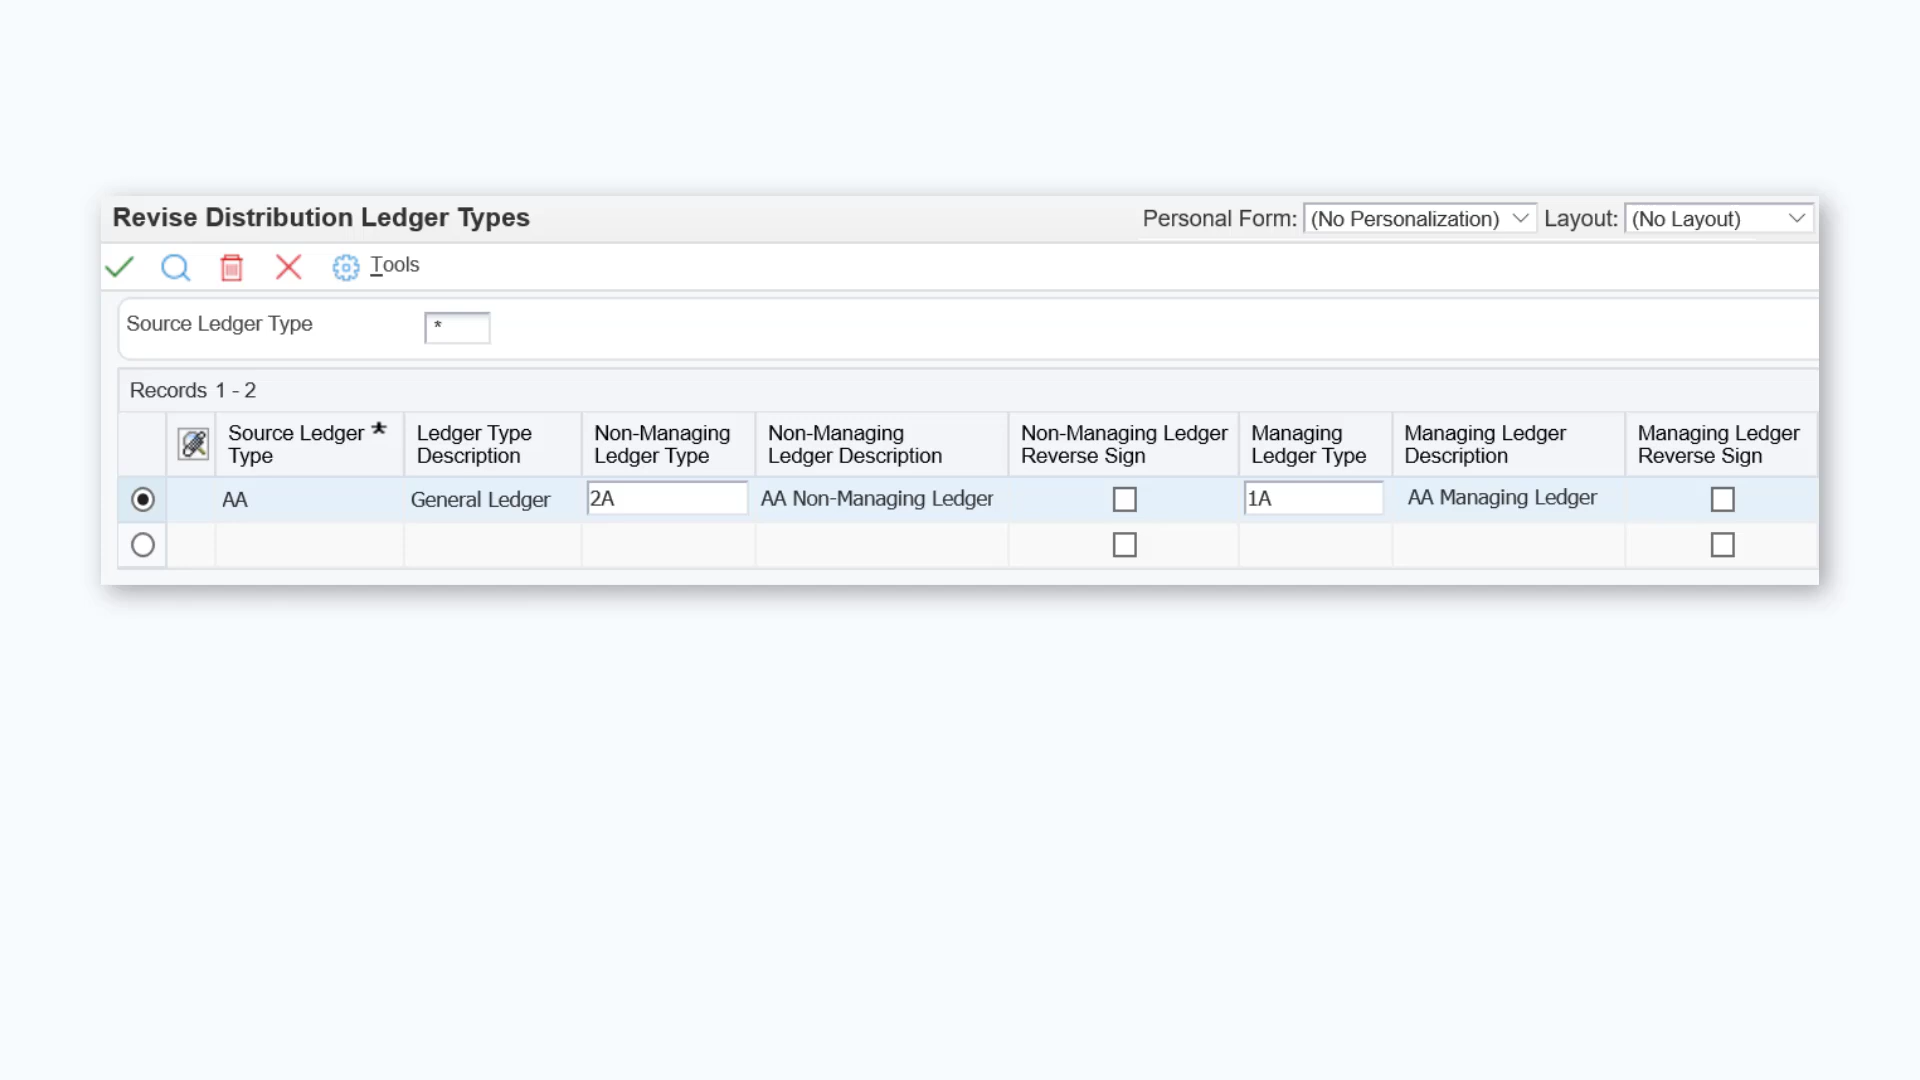 Revise Distribution Ledger Types
Personal Form: (No Personalization) Layout: (No Layout)
Tools
Source Ledger Type *
Records 1 - 2
Source Ledger * Type
Ledger Type Description
Non-Managing Ledger Type
Non-Managing Ledger Description
Non-Managing Ledger Reverse Sign
Managing Ledger Type
Managing Ledger Description
Managing Ledger Reverse Sign
AA General Ledger 2A AA Non-Managing Ledger 1A AA Managing Ledger